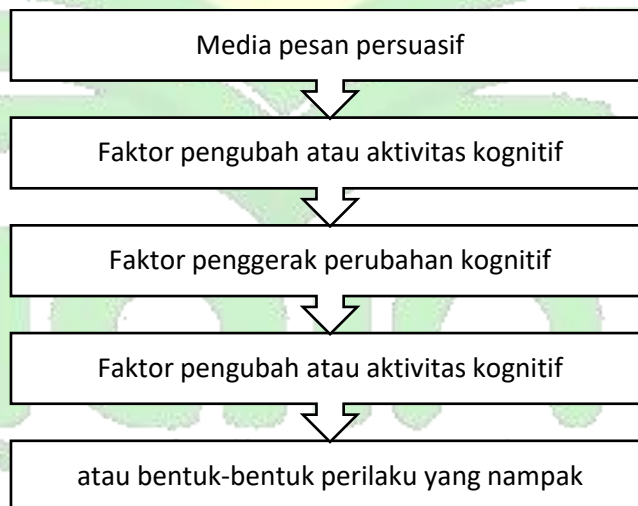 Media pesan persuasif
Faktor pengubah atau aktivitas kognitif
Faktor penggerak perubahan kognitif
Faktor pengubah atau aktivitas kognitif
atau bentuk-bentuk perilaku yang nampak